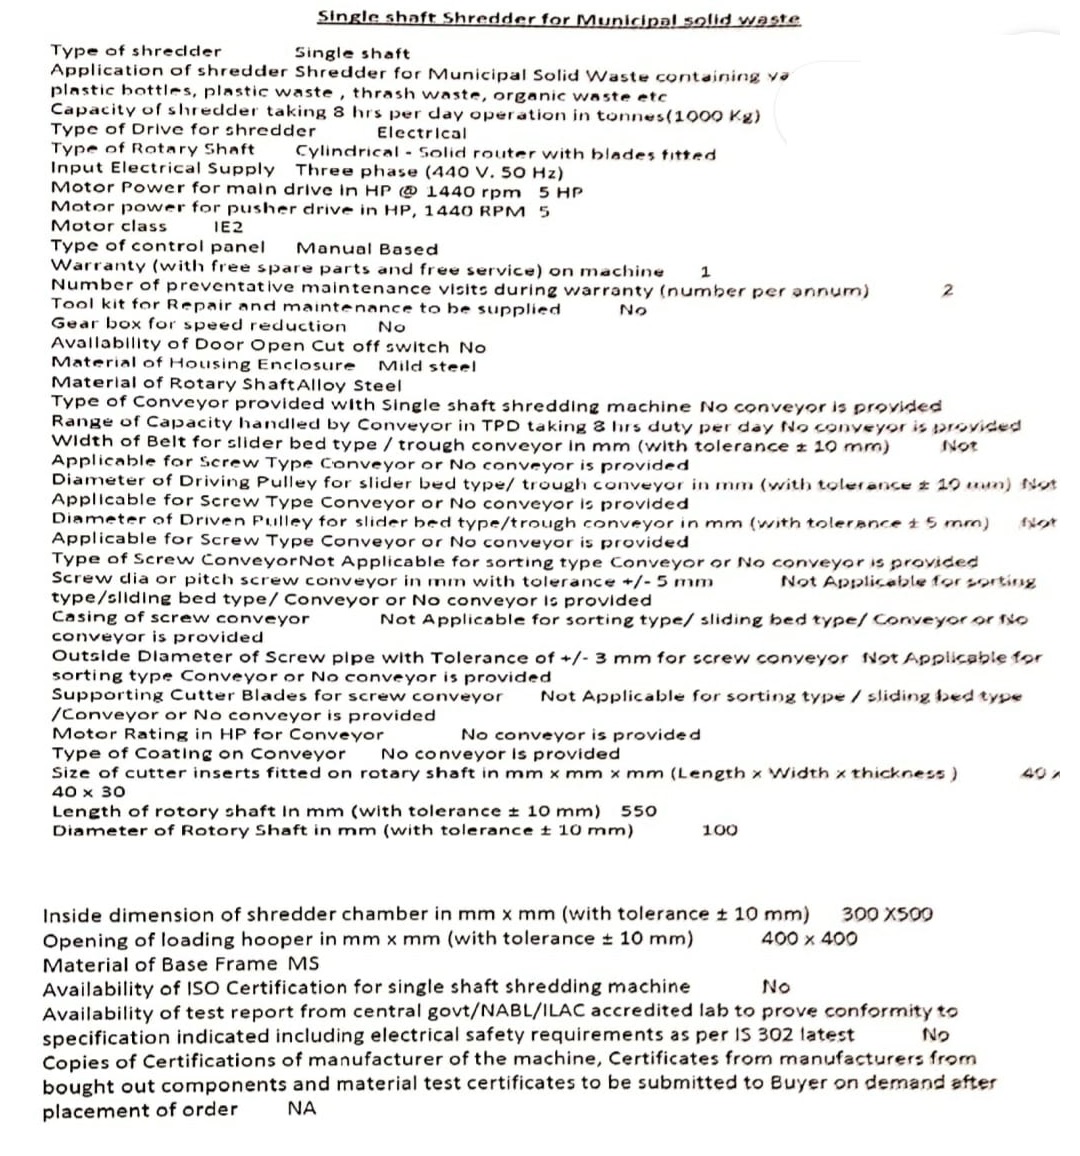 Single shaft Shredder for Municipal solid waste
Type of shredder Single shaft
Application of shredder Shredder for Municipal Solid Waste containing
plastic bottles, plastic waste , thrash waste, organic waste etc
Capacity of shredder taking 8 hrs per day operation in tonnes(1000 Kg)
Type of Drive for shredder Electrical
Type of Rotary Shaft Cylindrical - Solid router with blades fitted
Input Electrical Supply Three phase (440 V. 50 Hz)
Motor Power for main drive in HP @ 1440 rpm 5 HP
Motor power for pusher drive in HP, 1440 RPM 5
Motor class IE2
Type of control panel Manual Based
Warranty (with free spare parts and free service) on machine 1
Number of preventative maintenance visits during warranty (number per annum) 2
Tool kit for Repair and maintenance to be supplied No
Gear box for speed reduction No
Availability of Door Open Cut off switch No
Material of Housing Enclosure Mild steel
Material of Rotary ShaftAlloy Steel
Type of Conveyor provided with Single shaft shredding machine No conveyor is provided
Range of Capacity handled by Conveyor in TPD taking 8 hrs duty per day No conveyor is provided
Width of Belt for slider bed type / trough conveyor in mm (with tolerance ± 10 mm) Not
Applicable for Screw Type Conveyor or No conveyor is provided
Diameter of Driving Pulley for slider bed type/ trough conveyor in mm (with tolerance ± 10 mm) Not
Applicable for Screw Type Conveyor or No conveyor is provided
Diameter of Driven Pulley for slider bed type/trough conveyor in mm (with tolerance ± 5 mm) Not
Applicable for Screw Type Conveyor or No conveyor is provided
Type of Screw ConveyorNot Applicable for sorting type Conveyor or No conveyor is provided
Screw dia or pitch screw conveyor in mm with tolerance +/- 5 mm Not Applicable for sorting
type/sliding bed type/ Conveyor or No conveyor is provided
Casing of screw conveyor Not Applicable for sorting type/ sliding bed type/ Conveyor or No
conveyor is provided
Outside Diameter of Screw pipe with Tolerance of +/- 3 mm for screw conveyor Not Applicable for
sorting type Conveyor or No conveyor is provided
Supporting Cutter Blades for screw conveyor Not Applicable for sorting type / sliding bed type
/Conveyor or No conveyor is provided
Motor Rating in HP for Conveyor No conveyor is provided
Type of Coating on Conveyor No conveyor is provided
Size of cutter inserts fitted on rotary shaft in mm x mm x mm (Length x Width x thickness ) 40 x
40 x 30
Length of rotory shaft in mm (with tolerance ± 10 mm) 550
Diameter of Rotory Shaft in mm (with tolerance ± 10 mm) 100
Inside dimension of shredder chamber in mm x mm (with tolerance ± 10 mm) 300 X500
Opening of loading hooper in mm x mm (with tolerance ± 10 mm) 400 x 400
Material of Base Frame MS
Availability of ISO Certification for single shaft shredding machine No
Availability of test report from central govt/NABL/ILAC accredited lab to prove conformity to
specification indicated including electrical safety requirements as per IS 302 latest No
Copies of Certifications of manufacturer of the machine, Certificates from manufacturers from
bought out components and material test certificates to be submitted to Buyer on demand after
placement of order NA